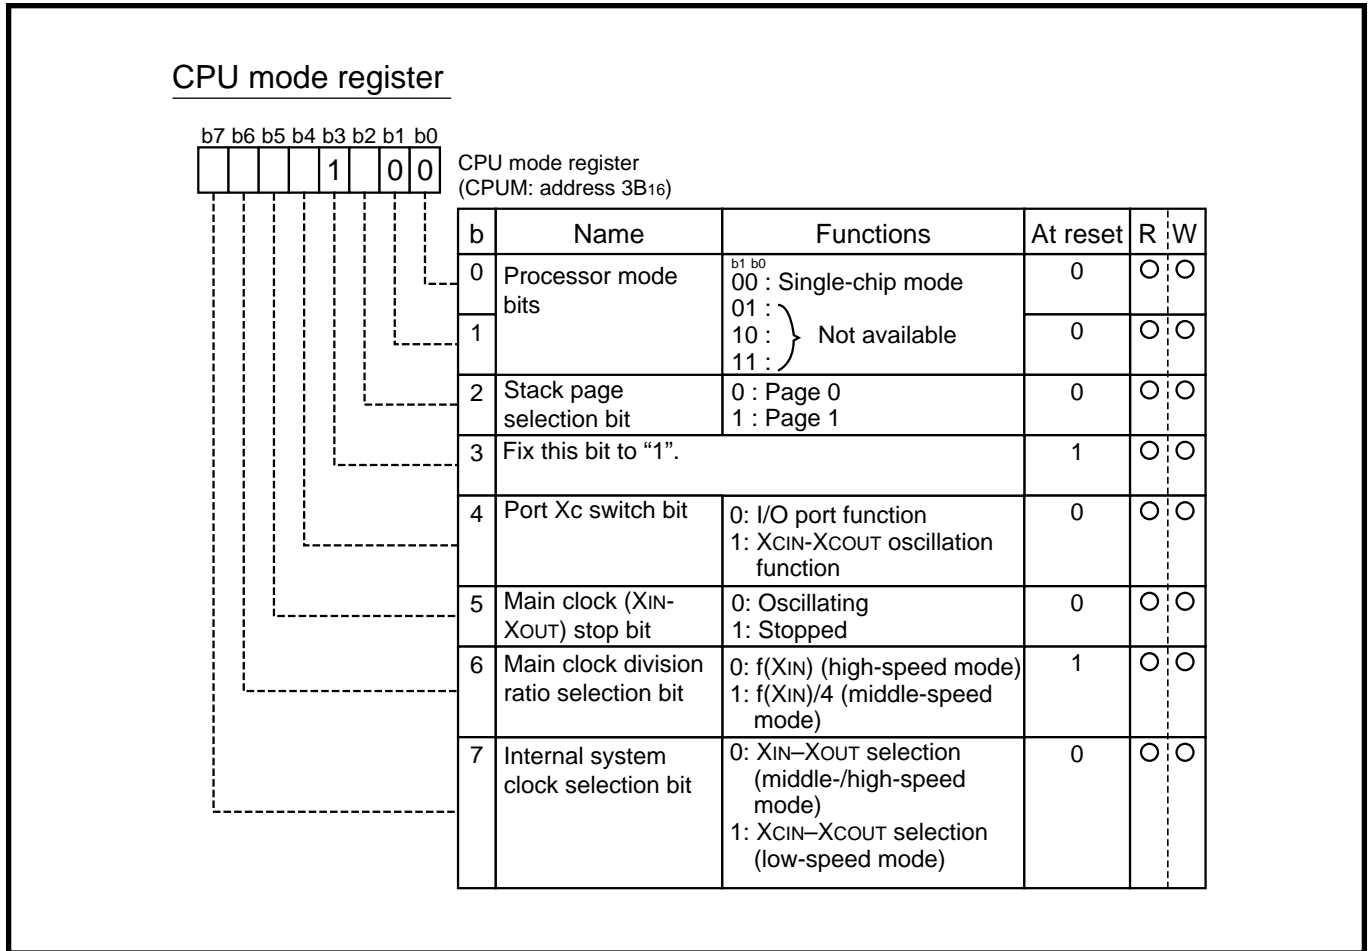 CPU mode register
b7 b6 b5 b4 b3 b2 b1 b0
1 0 0
CPU mode register
(CPUM: address 3B16)
b Name Functions At reset R W
0 Processor mode bits b1 b0
00 : Single-chip mode 0 ○ ○
01 :
1 10 : Not available 0 ○ ○
11 :
2 Stack page 0 : Page 0 0 ○ ○
selection bit 1 : Page 1
3 Fix this bit to “1”. 1 ○ ○
4 Port Xc switch bit 0: I/O port function 0 ○ ○
1: XCIN-XCOUT oscillation
function
5 Main clock (XIN- 0: Oscillating 0 ○ ○
XOUT) stop bit 1: Stopped
6 Main clock division 0: f(XIN) (high-speed mode) 1 ○ ○
ratio selection bit 1: f(XIN)/4 (middle-speed
mode)
7 Internal system 0: XIN–XOUT selection 0 ○ ○
clock selection bit (middle-/high-speed
mode)
1: XCIN–XCOUT selection
(low-speed mode)